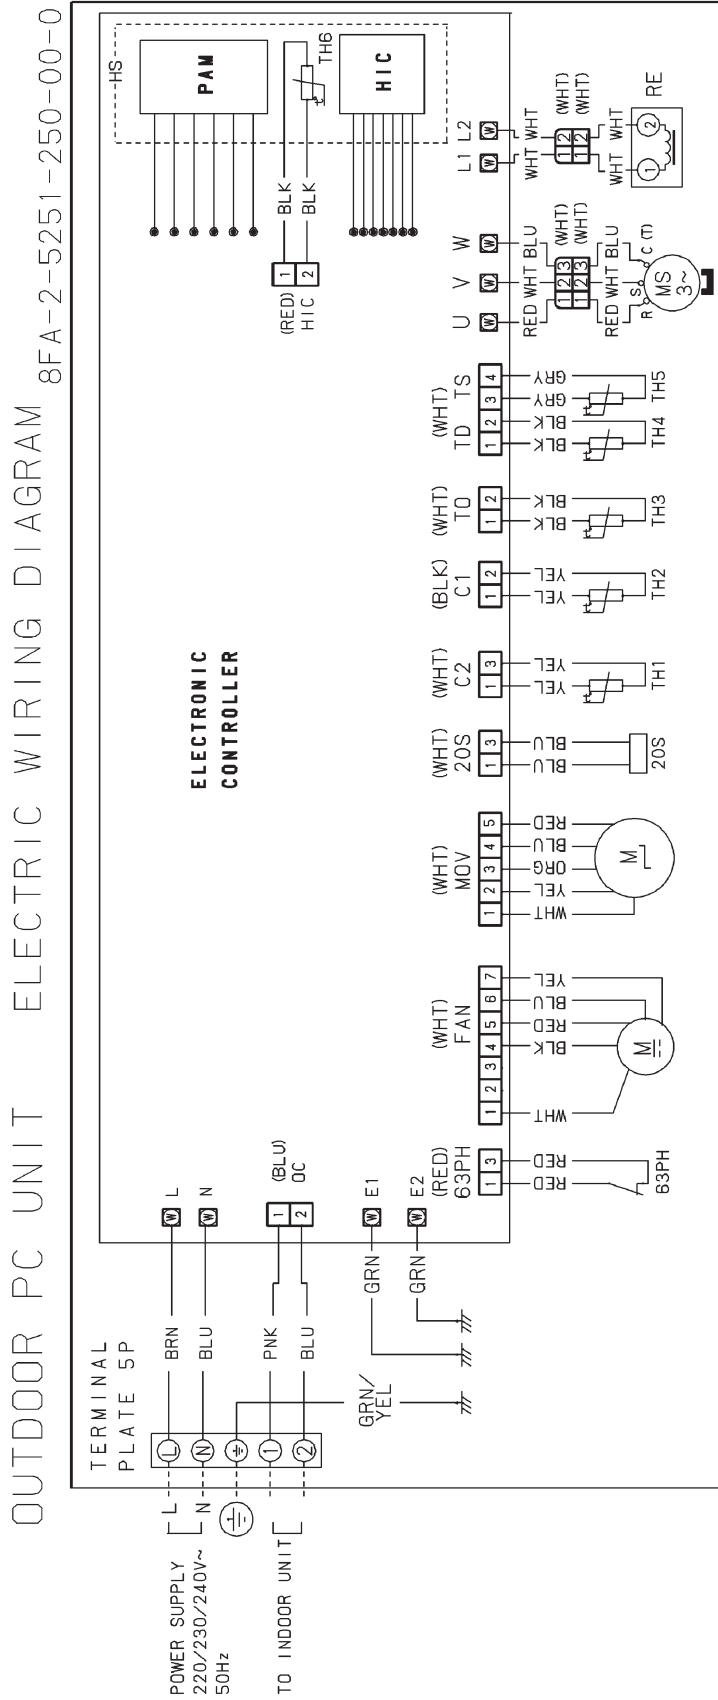 OUTDOOR PC UNIT ELECTRIC WIRING DIAGRAM 8FA-2-5251-250-00-0
POWER SUPPLY
220/230/240V~
50Hz
TO INDOOR UNIT
L
N
TERMINAL
PLATE 5P
L
N
1
2
BRN
BLU
PNK
BLU
GRN/
YEL
GRN
GRN
W L
W N
(BLU)
OC
1
2
W E1
W E2
ELECTRONIC
CONTROLLER
HS
PAM
TH6
t
HIC
BLK
BLK
(RED)
HIC
1
2
(RED)
63PH
1 3
RED
RED
63PH
(WHT)
FAN
1 2 3 4 5 6 7
WHT
BLK
RED
BLU
YEL
M
(WHT)
MOV
1 2 3 4 5
WHT
YEL
ORG
BLU
RED
M
(WHT)
20S
1 3
BLU
BLU
20S
(WHT)
C2
1 3
YEL
YEL
t
TH1
(BLK)
C1
1 2
YEL
YEL
t
TH2
(WHT)
TO
1 2
BLK
BLK
t
TH3
(WHT)
TD TS
1 2 3 4
BLK
BLK
GRY
GRY
t
TH4
t
TH5
U V W
W W W
RED WHT BLU
1 2 3 (WHT)
1 2 3 (WHT)
RED WHT BLU
R S C (T)
MS
3~
L1 L2
W W
WHT WHT
1 2 (WHT)
1 2 (WHT)
WHT WHT
1 2
RE